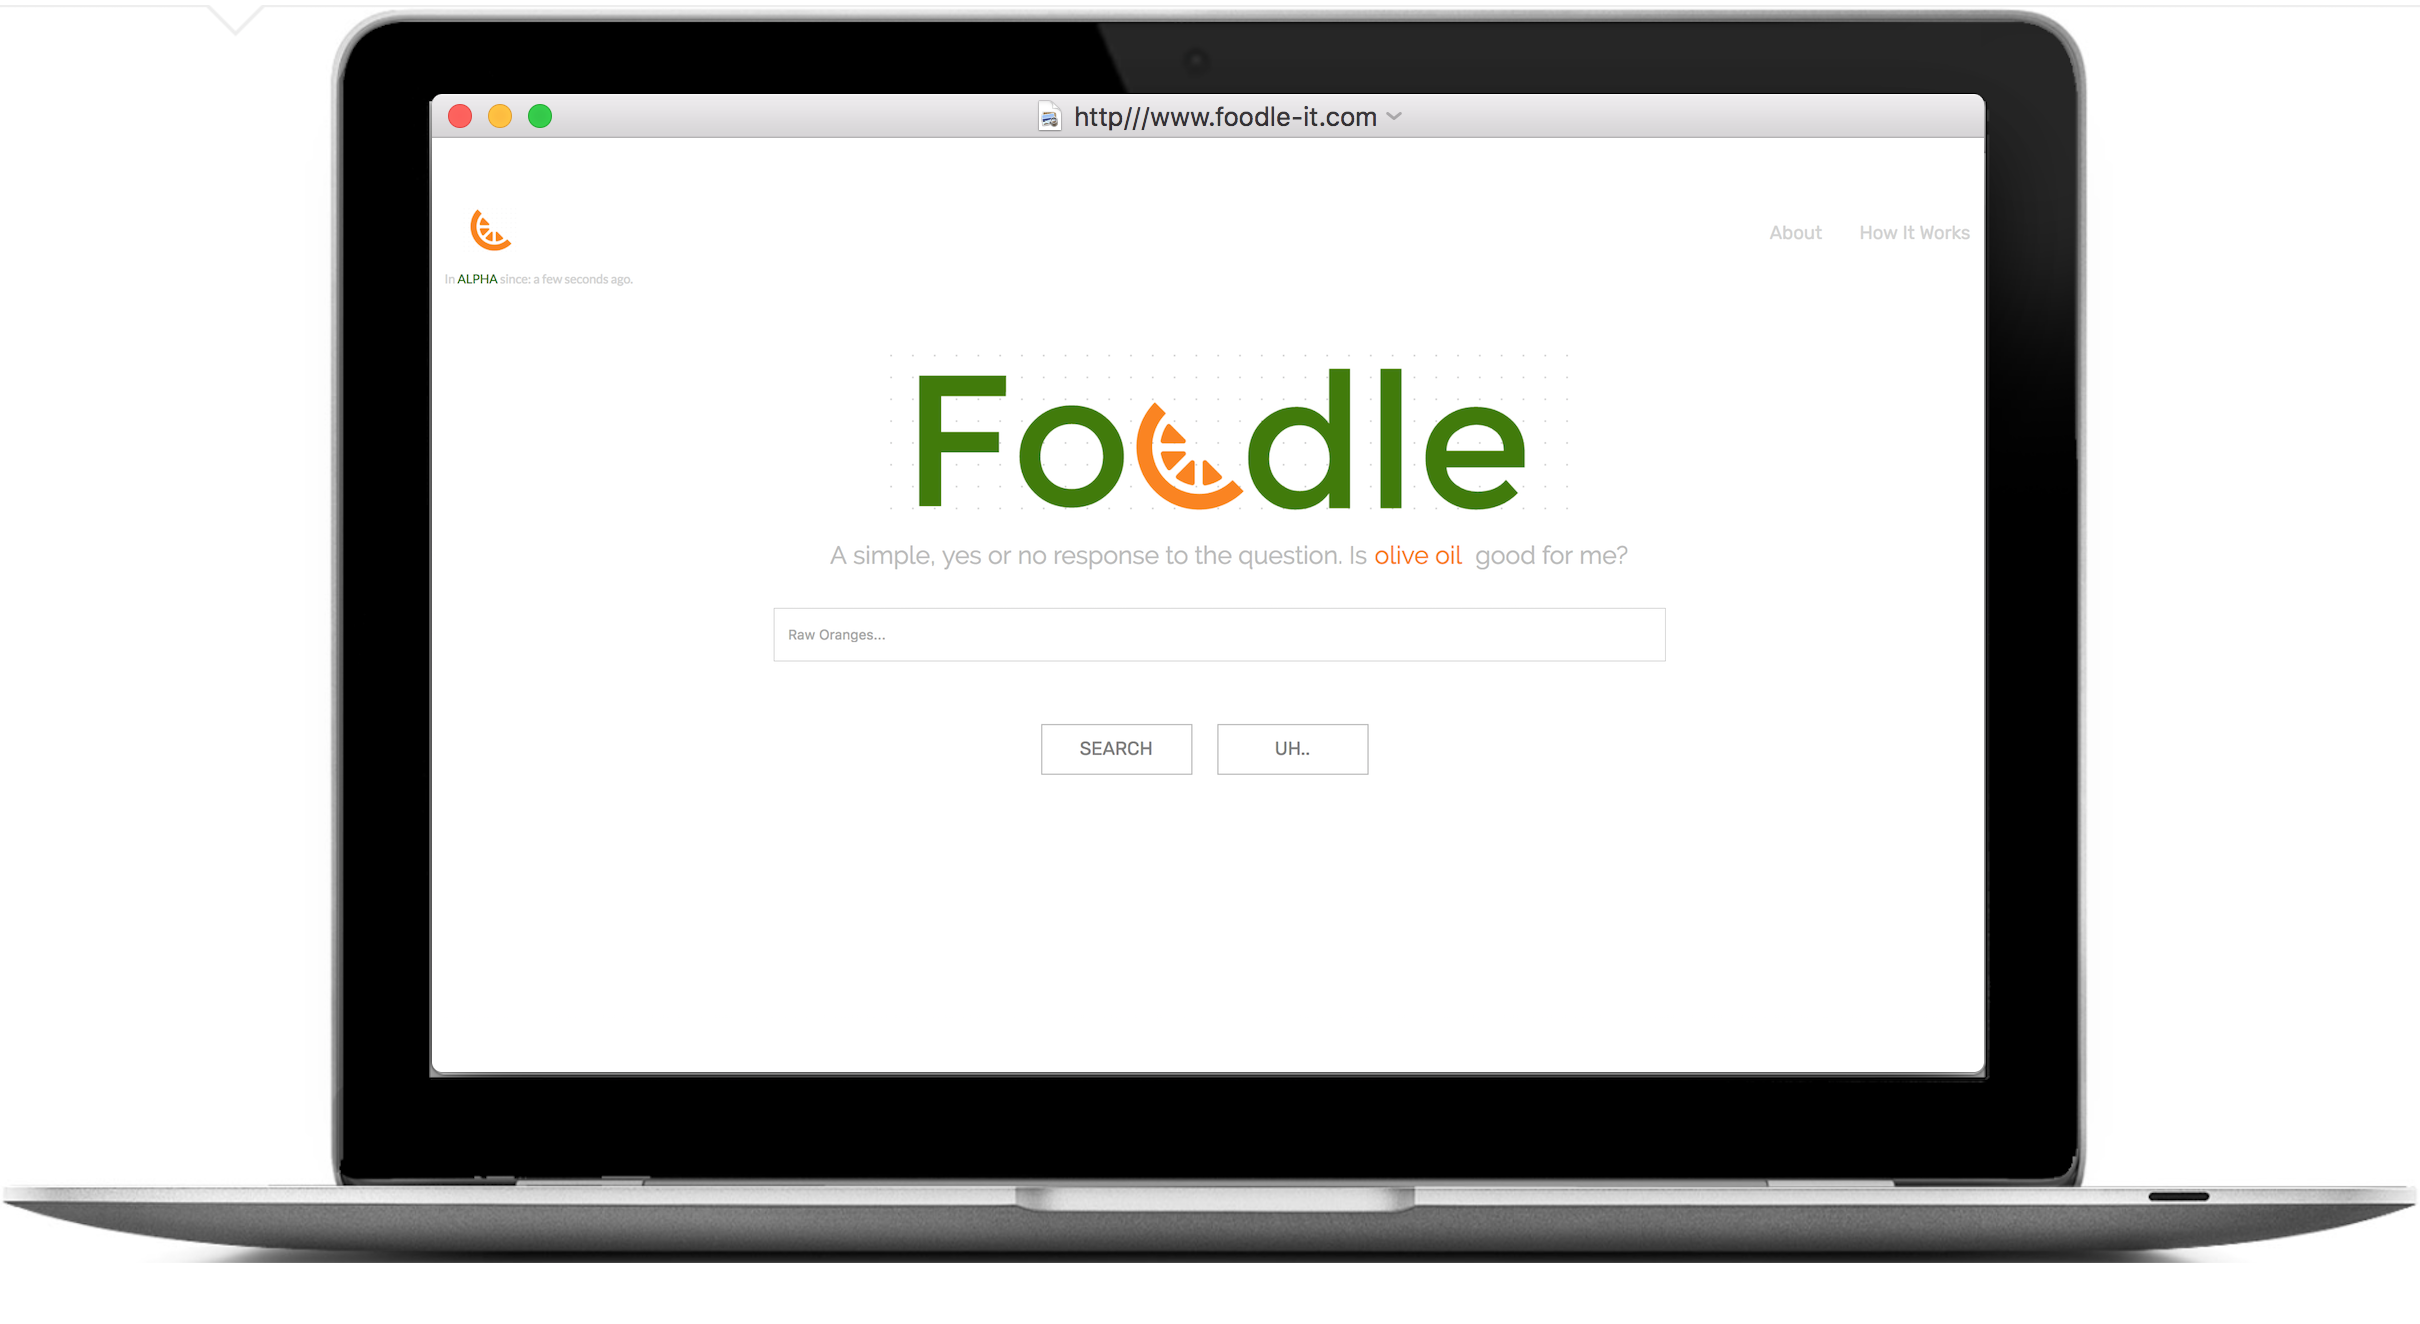 http///www.foodle-it.com
About How It Works
In ALPHA since: a few seconds ago.
Foodle
A simple, yes or no response to the question. Is olive oil good for me?
Raw Oranges...
SEARCH UH..